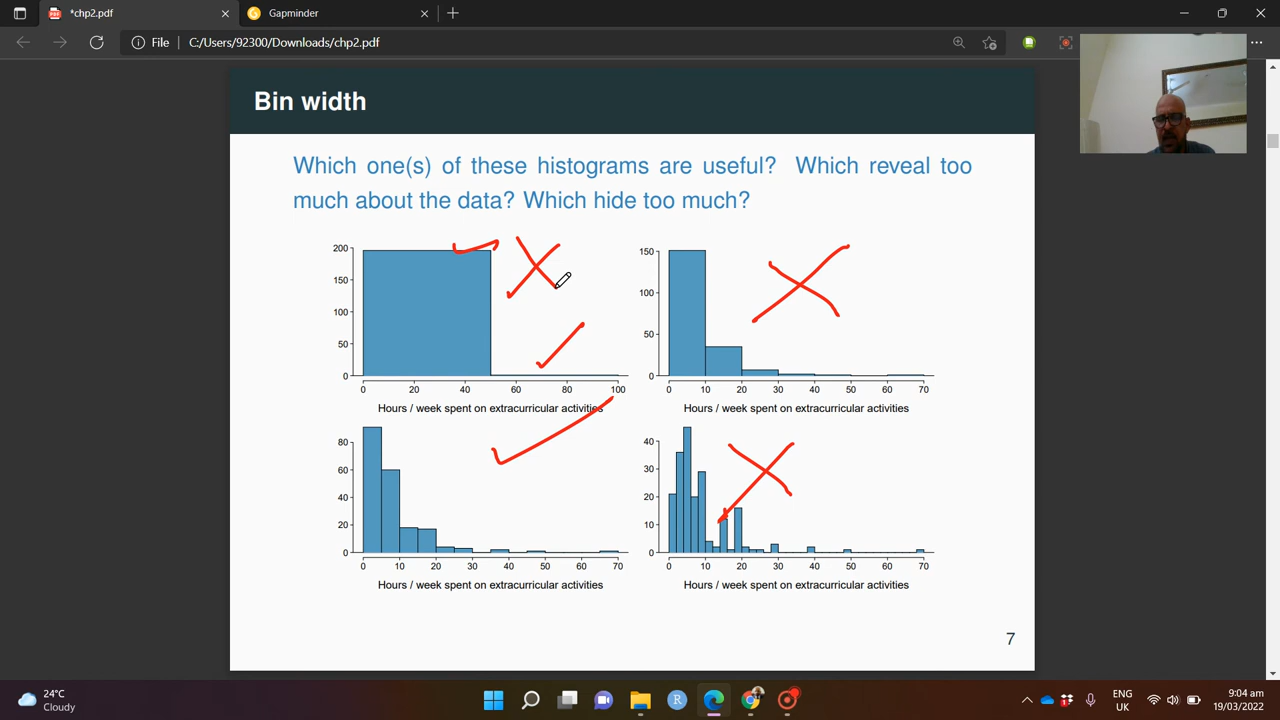 *chp2.pdf
Gapminder
File
C:/Users/92300/Downloads/chp2.pdf
Bin width
Which one(s) of these histograms are useful? Which reveal too
much about the data? Which hide too much?
200
150
100
50
0
0 20 40 60 80 100
Hours / week spent on extracurricular activities
150
100
50
0
0 10 20 30 40 50 60 70
Hours / week spent on extracurricular activities
80
60
40
20
0
0 10 20 30 40 50 60 70
Hours / week spent on extracurricular activities
40
30
20
10
0
0 10 20 30 40 50 60 70
Hours / week spent on extracurricular activities
7
24°C
Cloudy
R
ENG
UK
9:04 am
19/03/2022